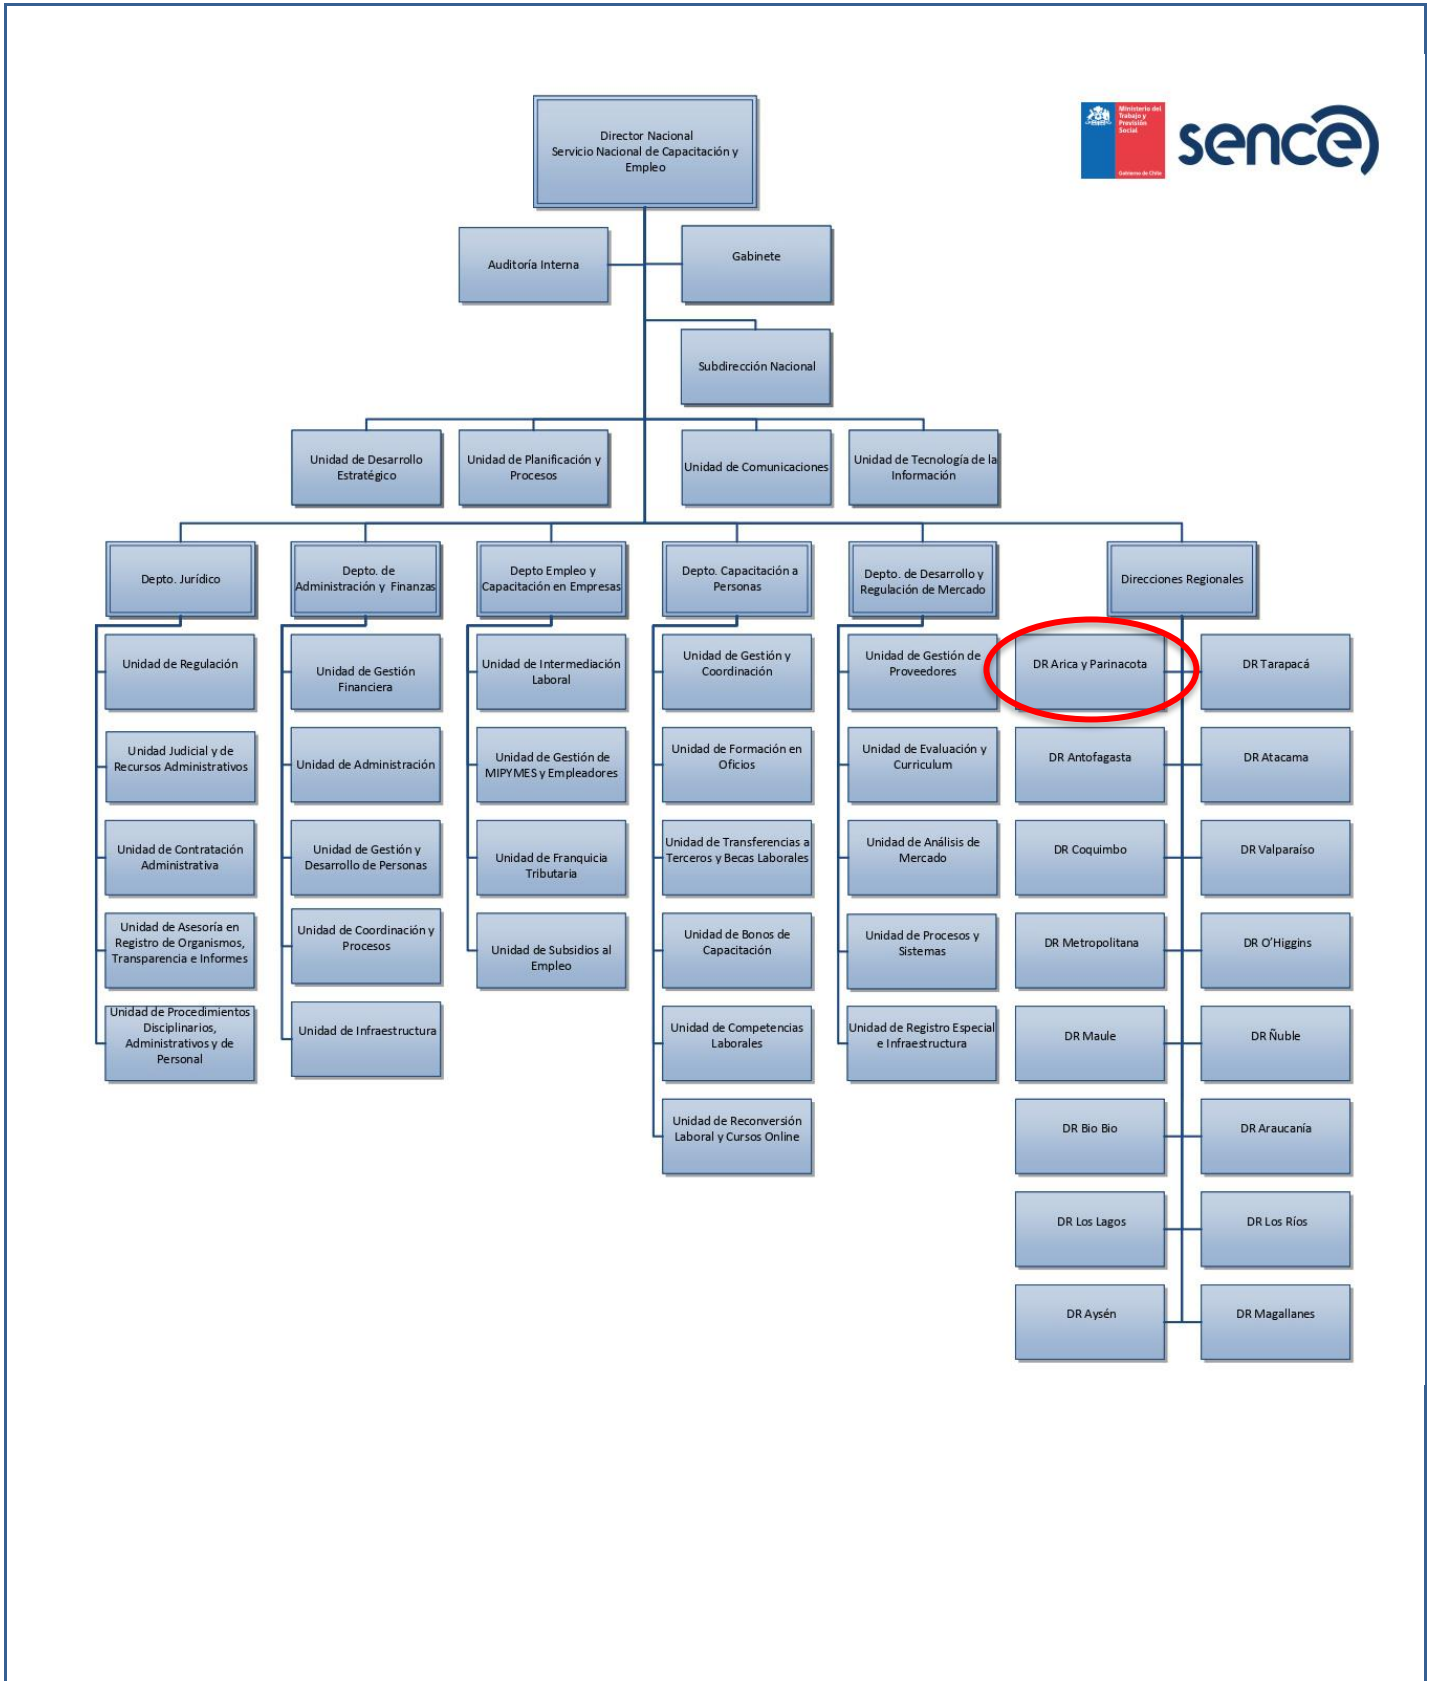 Director Nacional
Servicio Nacional de Capacitación y
Empleo
Ministerio del
Trabajo y
Previsión
Social
Gobierno de Chile
sence
Auditoría Interna
Gabinete
Subdirección Nacional
Unidad de Desarrollo
Estratégico
Unidad de Planificación y
Procesos
Unidad de Comunicaciones
Unidad de Tecnología de la
Información
Depto. Jurídico
Depto. de
Administración y Finanzas
Depto Empleo y
Capacitación en Empresas
Depto. Capacitación a
Personas
Depto. de Desarrollo y
Regulación de Mercado
Direcciones Regionales
Unidad de Regulación
Unidad Judicial y de
Recursos Administrativos
Unidad de Contratación
Administrativa
Unidad de Asesoría en
Registro de Organismos,
Transparencia e Informes
Unidad de Procedimientos
Disciplinarios,
Administrativos y de
Personal
Unidad de Gestión
Financiera
Unidad de Administración
Unidad de Gestión y
Desarrollo de Personas
Unidad de Coordinación y
Procesos
Unidad de Infraestructura
Unidad de Intermediación
Laboral
Unidad de Gestión de
MIPYMES y Empleadores
Unidad de Franquicia
Tributaria
Unidad de Subsidios al
Empleo
Unidad de Gestión y
Coordinación
Unidad de Formación en
Oficios
Unidad de Transferencias a
Terceros y Becas Laborales
Unidad de Bonos de
Capacitación
Unidad de Competencias
Laborales
Unidad de Reconversión
Laboral y Cursos Online
Unidad de Gestión de
Proveedores
Unidad de Evaluación y
Curriculum
Unidad de Análisis de
Mercado
Unidad de Procesos y
Sistemas
Unidad de Registro Especial
e Infraestructura
DR Arica y Parinacota
DR Tarapacá
DR Antofagasta
DR Atacama
DR Coquimbo
DR Valparaíso
DR Metropolitana
DR O’Higgins
DR Maule
DR Ñuble
DR Bio Bio
DR Araucanía
DR Los Lagos
DR Los Ríos
DR Aysén
DR Magallanes